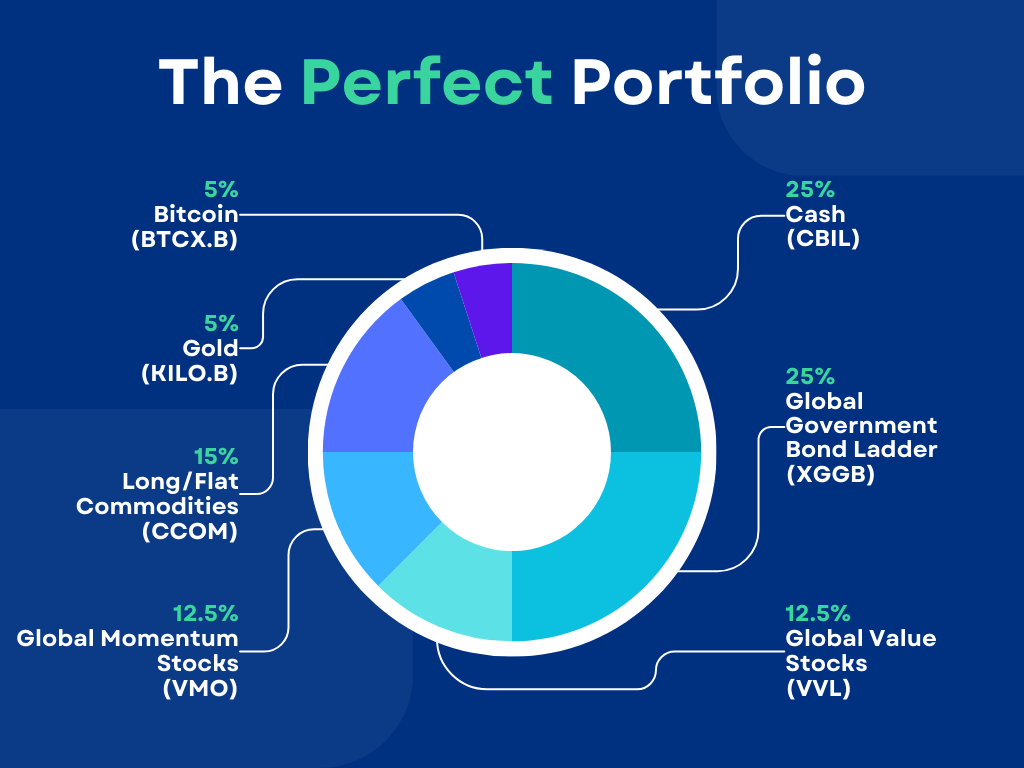 The Perfect Portfolio
5%
Bitcoin
(BTCX.B)
25%
Cash
(CBIL)
5%
Gold
(KILO.B)
25%
Global
Government
Bond Ladder
(XGGB)
15%
Long/Flat
Commodities
(CCOM)
12.5%
Global Momentum
Stocks
(VMO)
12.5%
Global Value
Stocks
(VVL)